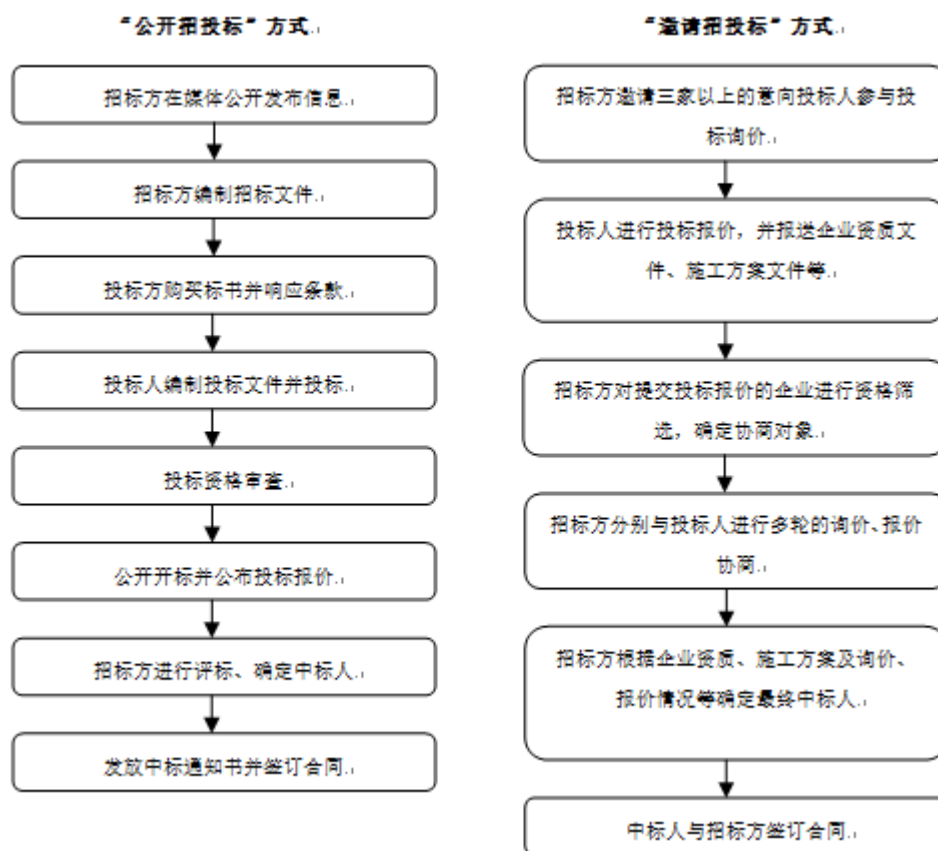 “公开招投标”方式
招标方在媒体公开发布信息
招标方编制招标文件
投标方购买标书并响应条款
投标人编制投标文件并投标
投标资格审查
公开开标并公布投标报价
招标方进行评标、确定中标人
发放中标通知书并签订合同
“邀请招投标”方式
招标方邀请三家以上的意向投标人参与投
标询价
投标人进行投标报价，并报送企业资质文
件、施工方案文件等
招标方对提交投标报价的企业进行资格筛
选，确定协商对象
招标方分别与投标人进行多轮的询价、报价
协商
招标方根据企业资质、施工方案及询价、
报价情况等确定最终中标人
中标人与招标方签订合同